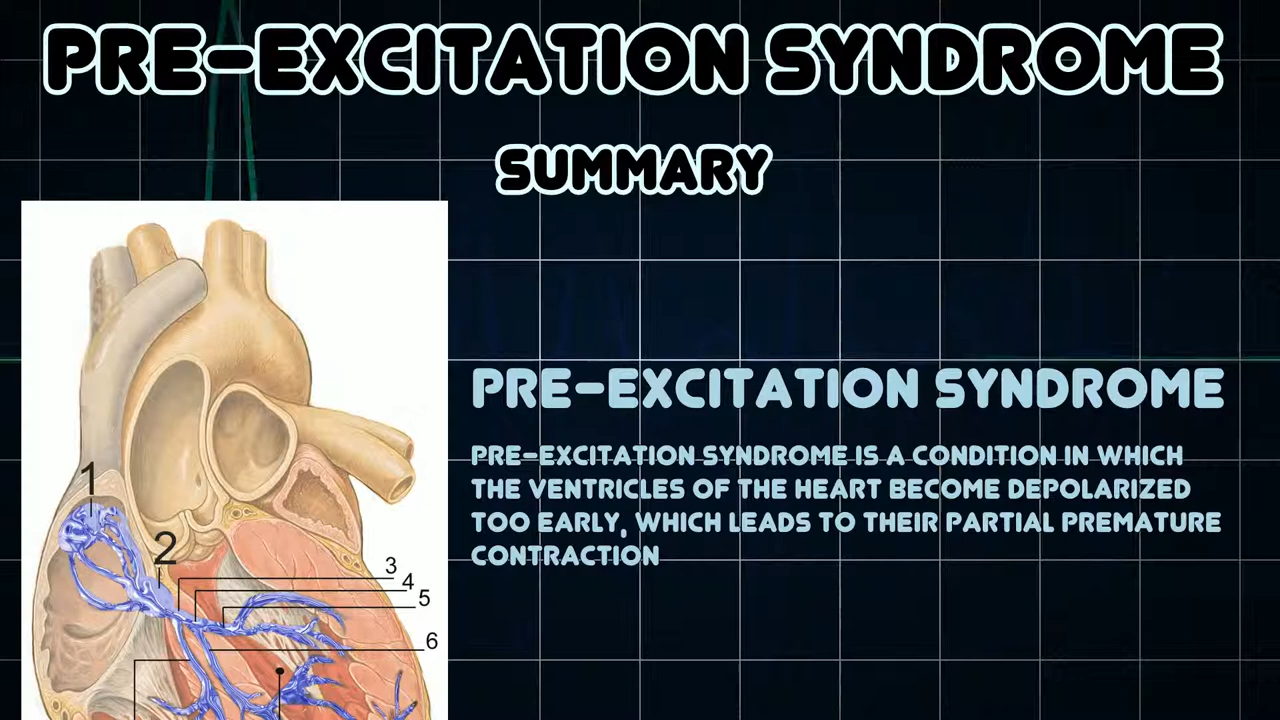 PRE-EXCITATION SYNDROME
SUMMARY
PRE-EXCITATION SYNDROME
PRE-EXCITATION SYNDROME IS A CONDITION IN WHICH
THE VENTRICLES OF THE HEART BECOME DEPOLARIZED
TOO EARLY, WHICH LEADS TO THEIR PARTIAL PREMATURE
CONTRACTION
1
2
3
4
5
6